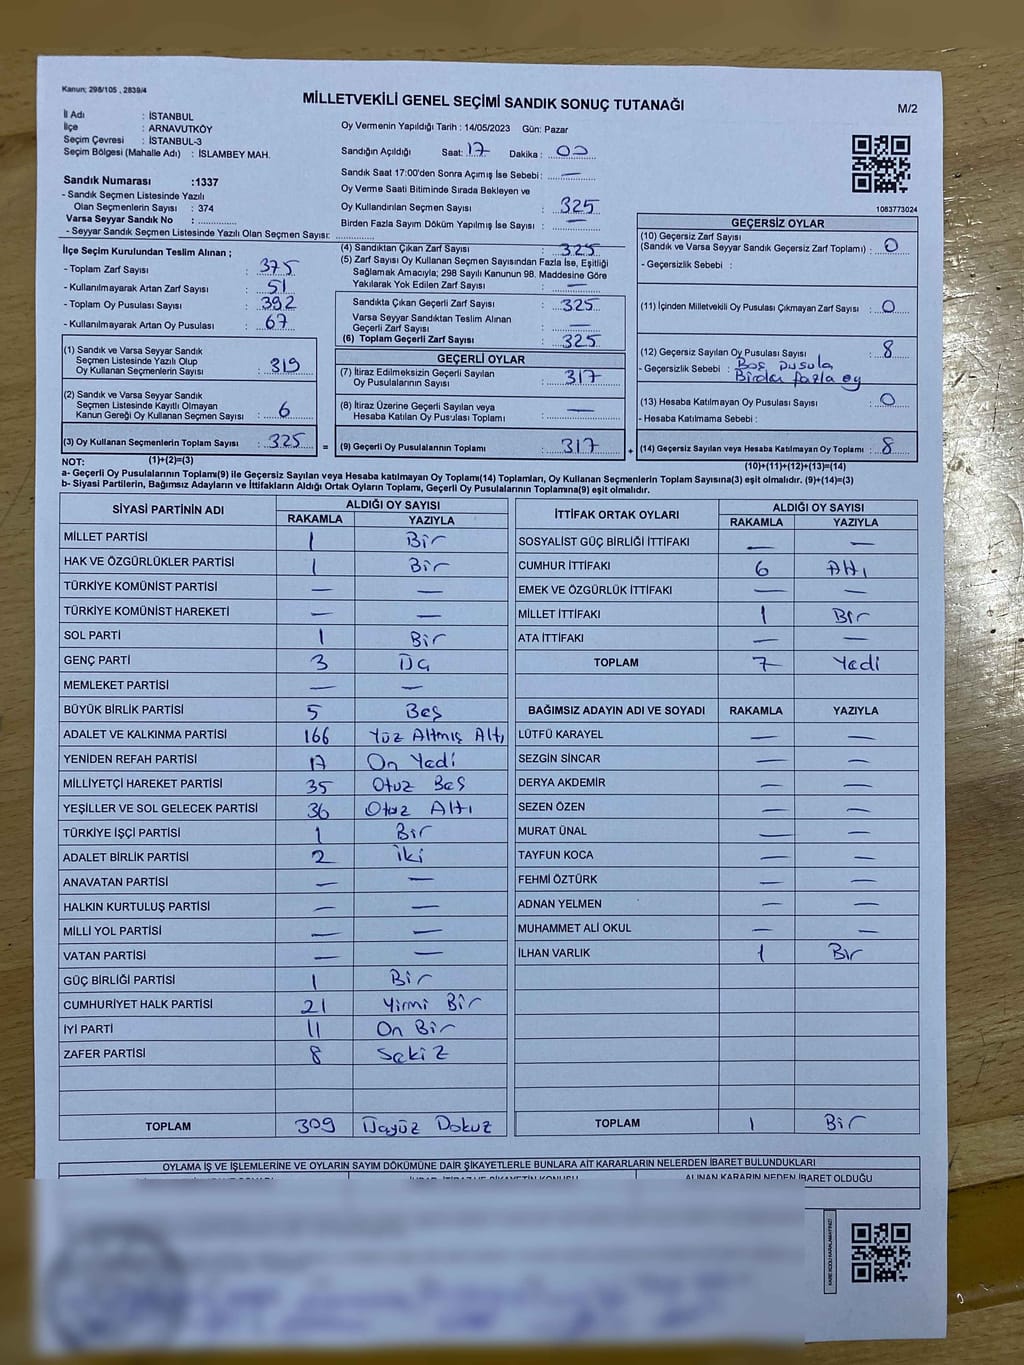 Kanun; 298/105 , 2839/4
MİLLETVEKİLİ GENEL SEÇİMİ SANDIK SONUÇ TUTANAĞI
M/2
İl Adı : İSTANBUL
İlçe : ARNAVUTKÖY
Seçim Çevresi : İSTANBUL-3
Seçim Bölgesi (Mahalle Adı) : İSLAMBEY MAH.
Sandık Numarası :1337
- Sandık Seçmen Listesinde Yazılı
Olan Seçmenlerin Sayısı : 374
Varsa Seyyar Sandık No :
- Seyyar Sandık Seçmen Listesinde Yazılı Olan Seçmen Sayısı:
Oy Vermenin Yapıldığı Tarih : 14/05/2023 Gün: Pazar
Sandığın Açıldığı Saat: 17 Dakika : 00
Sandık Saat 17:00'den Sonra Açımış İse Sebebi : —
Oy Verme Saati Bitiminde Sırada Bekleyen ve
Oy Kullandırılan Seçmen Sayısı : 325
Birden Fazla Sayım Döküm Yapılmış İse Sayısı : —
1083773024
İlçe Seçim Kurulundan Teslim Alınan ;
- Toplam Zarf Sayısı : 375
- Kullanılmayarak Artan Zarf Sayısı : 51
- Toplam Oy Pusulası Sayısı : 392
- Kullanılmayarak Artan Oy Pusulası : 67
(4) Sandıktan Çıkan Zarf Sayısı : 325
(5) Zarf Sayısı Oy Kullanan Seçmen Sayısından Fazla İse, Eşitliği
Sağlamak Amacıyla; 298 Sayılı Kanunun 98. Maddesine Göre
Yakılarak Yok Edilen Zarf Sayısı : —
Sandıkta Çıkan Geçerli Zarf Sayısı : 325
Varsa Seyyar Sandıktan Teslim Alınan
Geçerli Zarf Sayısı : —
(6) Toplam Geçerli Zarf Sayısı : 325
GEÇERSİZ OYLAR
(10) Geçersiz Zarf Sayısı
(Sandık ve Varsa Seyyar Sandık Geçersiz Zarf Toplamı) : 0
- Geçersizlik Sebebi :
(11) İçinden Milletvekili Oy Pusulası Çıkmayan Zarf Sayısı : 0
(12) Geçersiz Sayılan Oy Pusulası Sayısı : 8
- Geçersizlik Sebebi : Boş pusula
Birden fazla oy
(13) Hesaba Katılmayan Oy Pusulası Sayısı : 0
- Hesaba Katılmama Sebebi :
(14) Geçersiz Sayılan veya Hesaba Katılmayan Oy Toplamı : 8
(10)+(11)+(12)+(13)=(14)
(1) Sandık ve Varsa Seyyar Sandık
Seçmen Listesinde Yazılı Olup
Oy Kullanan Seçmenlerin Sayısı : 319
(2) Sandık ve Varsa Seyyar Sandık
Seçmen Listesinde Kayıtlı Olmayan
Kanun Gereği Oy Kullanan Seçmen Sayısı : 6
(3) Oy Kullanan Seçmenlerin Toplam Sayısı : 325 =
(1)+(2)=(3)
GEÇERLİ OYLAR
(7) İtiraz Edilmeksizin Geçerli Sayılan
Oy Pusulalarının Sayısı : 317
(8) İtiraz Üzerine Geçerli Sayılan veya
Hesaba Katılan Oy Pusulası Toplamı : —
(9) Geçerli Oy Pusulalarının Toplamı : 317 +
NOT:
a- Geçerli Oy Pusulalarının Toplam(9) ile Geçersiz Sayılan veya Hesaba katılmayan Oy Toplamı(14) Toplamları, Oy Kullanan Seçmenlerin Toplam Sayısına(3) eşit olmalıdır. (9)+(14)=(3)
b- Siyasi Partilerin, Bağımsız Adayların ve İttifakların Aldığı Ortak Oyların Toplamı, Geçerli Oy Pusulalarının Toplamına(9) eşit olmalıdır.
SİYASİ PARTİNİN ADI ALDIĞI OY SAYISI
RAKAMLA YAZIYLA
MİLLET PARTİSİ 1 Bir
HAK VE ÖZGÜRLÜKLER PARTİSİ 1 Bir
TÜRKİYE KOMÜNİST PARTİSİ — —
TÜRKİYE KOMÜNİST HAREKETİ — —
SOL PARTİ 1 Bir
GENÇ PARTİ 3 Üç
MEMLEKET PARTİSİ — —
BÜYÜK BİRLİK PARTİSİ 5 Beş
ADALET VE KALKINMA PARTİSİ 166 Yüz Altmış Altı
YENİDEN REFAH PARTİSİ 17 On Yedi
MİLLİYETÇİ HAREKET PARTİSİ 35 Otuz Beş
YEŞİLLER VE SOL GELECEK PARTİSİ 36 Otuz Altı
TÜRKİYE İŞÇİ PARTİSİ 1 Bir
ADALET BİRLİK PARTİSİ 2 İki
ANAVATAN PARTİSİ — —
HALKIN KURTULUŞ PARTİSİ — —
MİLLİ YOL PARTİSİ — —
VATAN PARTİSİ — —
GÜÇ BİRLİĞİ PARTİSİ 1 Bir
CUMHURİYET HALK PARTİSİ 21 Yirmi Bir
İYİ PARTİ 11 On Bir
ZAFER PARTİSİ 8 Sekiz
TOPLAM 309 Üçyüz Dokuz
İTTİFAK ORTAK OYLARI ALDIĞI OY SAYISI
RAKAMLA YAZIYLA
SOSYALİST GÜÇ BİRLİĞİ İTTİFAKI — —
CUMHUR İTTİFAKI 6 Altı
EMEK VE ÖZGÜRLÜK İTTİFAKI — —
MİLLET İTTİFAKI 1 Bir
ATA İTTİFAKI — —
TOPLAM 7 Yedi
BAĞIMSIZ ADAYIN ADI VE SOYADI RAKAMLA YAZIYLA
LÜTFÜ KARAYEL — —
SEZGİN SİNCAR — —
DERYA AKDEMİR — —
SEZEN ÖZEN — —
MURAT ÜNAL — —
TAYFUN KOCA — —
FEHMİ ÖZTÜRK — —
ADNAN YELMEN — —
MUHAMMET ALİ OKUL — —
İLHAN VARLIK 1 Bir
TOPLAM 1 Bir
OYLAMA İŞ VE İŞLEMLERİNE VE OYLARIN SAYIM DÖKÜMÜNE DAİR ŞİKAYETLERLE BUNLARA AİT KARARLARIN NELERDEN İBARET BULUNDUKLARI
ALINAN KARARIN NEDEN İBARET OLDUĞU